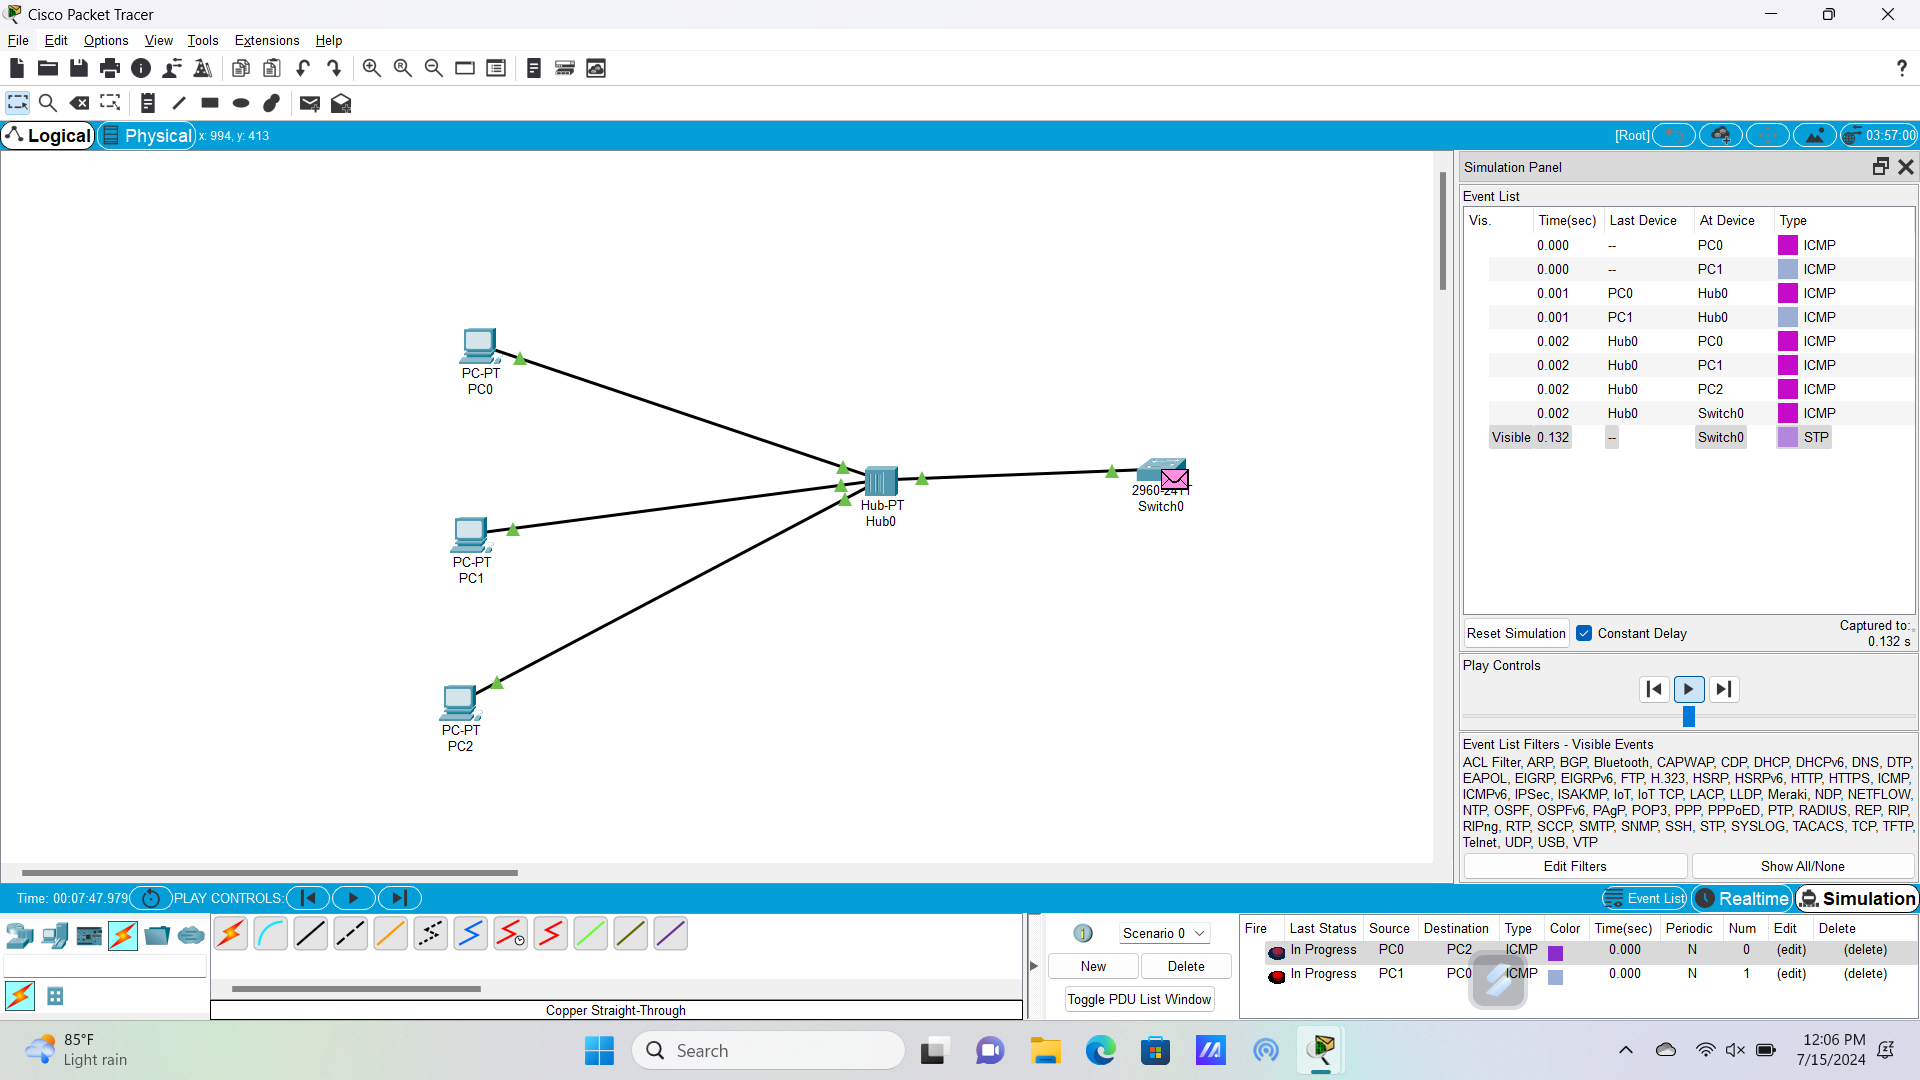 Cisco Packet Tracer
File Edit Options View Tools Extensions Help
?
Logical Physical x: 994, y: 413 [Root] 03:57:00
PC-PT
PC0
PC-PT
PC1
PC-PT
PC2
Hub-PT
Hub0
2960-24TT
Switch0
Simulation Panel
Event List
Vis. Time(sec) Last Device At Device Type
0.000 -- PC0 ICMP
0.000 -- PC1 ICMP
0.001 PC0 Hub0 ICMP
0.001 PC1 Hub0 ICMP
0.002 Hub0 PC0 ICMP
0.002 Hub0 PC1 ICMP
0.002 Hub0 PC2 ICMP
0.002 Hub0 Switch0 ICMP
Visible 0.132 -- Switch0 STP
Reset Simulation Constant Delay Captured to:
0.132 s
Play Controls
Event List Filters - Visible Events
ACL Filter, ARP, BGP, Bluetooth, CAPWAP, CDP, DHCP, DHCPv6, DNS, DTP,
EAPOL, EIGRP, EIGRPv6, FTP, H.323, HSRP, HSRPv6, HTTP, HTTPS, ICMP,
ICMPv6, IPSec, ISAKMP, IoT, IoT TCP, LACP, LLDP, Meraki, NDP, NETFLOW,
NTP, OSPF, OSPFv6, PAgP, POP3, PPP, PPPoED, PTP, RADIUS, REP, RIP,
RIPng, RTP, SCCP, SMTP, SNMP, SSH, STP, SYSLOG, TACACS, TCP, TFTP,
Telnet, UDP, USB, VTP
Edit Filters Show All/None
Time: 00:07:47.979 PLAY CONTROLS: Event List Realtime Simulation
Copper Straight-Through
1 Scenario 0
New Delete
Toggle PDU List Window
Fire Last Status Source Destination Type Color Time(sec) Periodic Num Edit Delete
In Progress PC0 PC2 ICMP 0.000 N 0 (edit) (delete)
In Progress PC1 PC0 ICMP 0.000 N 1 (edit) (delete)
85°F
Light rain
Search
12:06 PM
7/15/2024